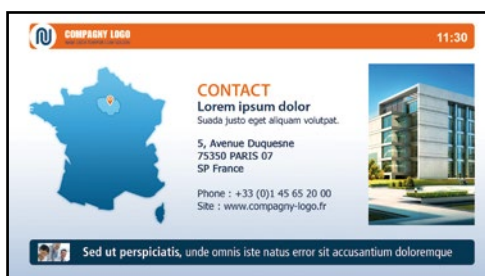 COMPAGNY LOGO
11:30
CONTACT
Lorem ipsum dolor
Suada justo eget aliquam volutpat.
5, Avenue Duquesne
75350 PARIS 07
SP France
Phone : +33 (0)1 45 65 20 00
Site : www.compagny-logo.fr
Sed ut perspiciatis, unde omnis iste natus error sit accusantium doloremque